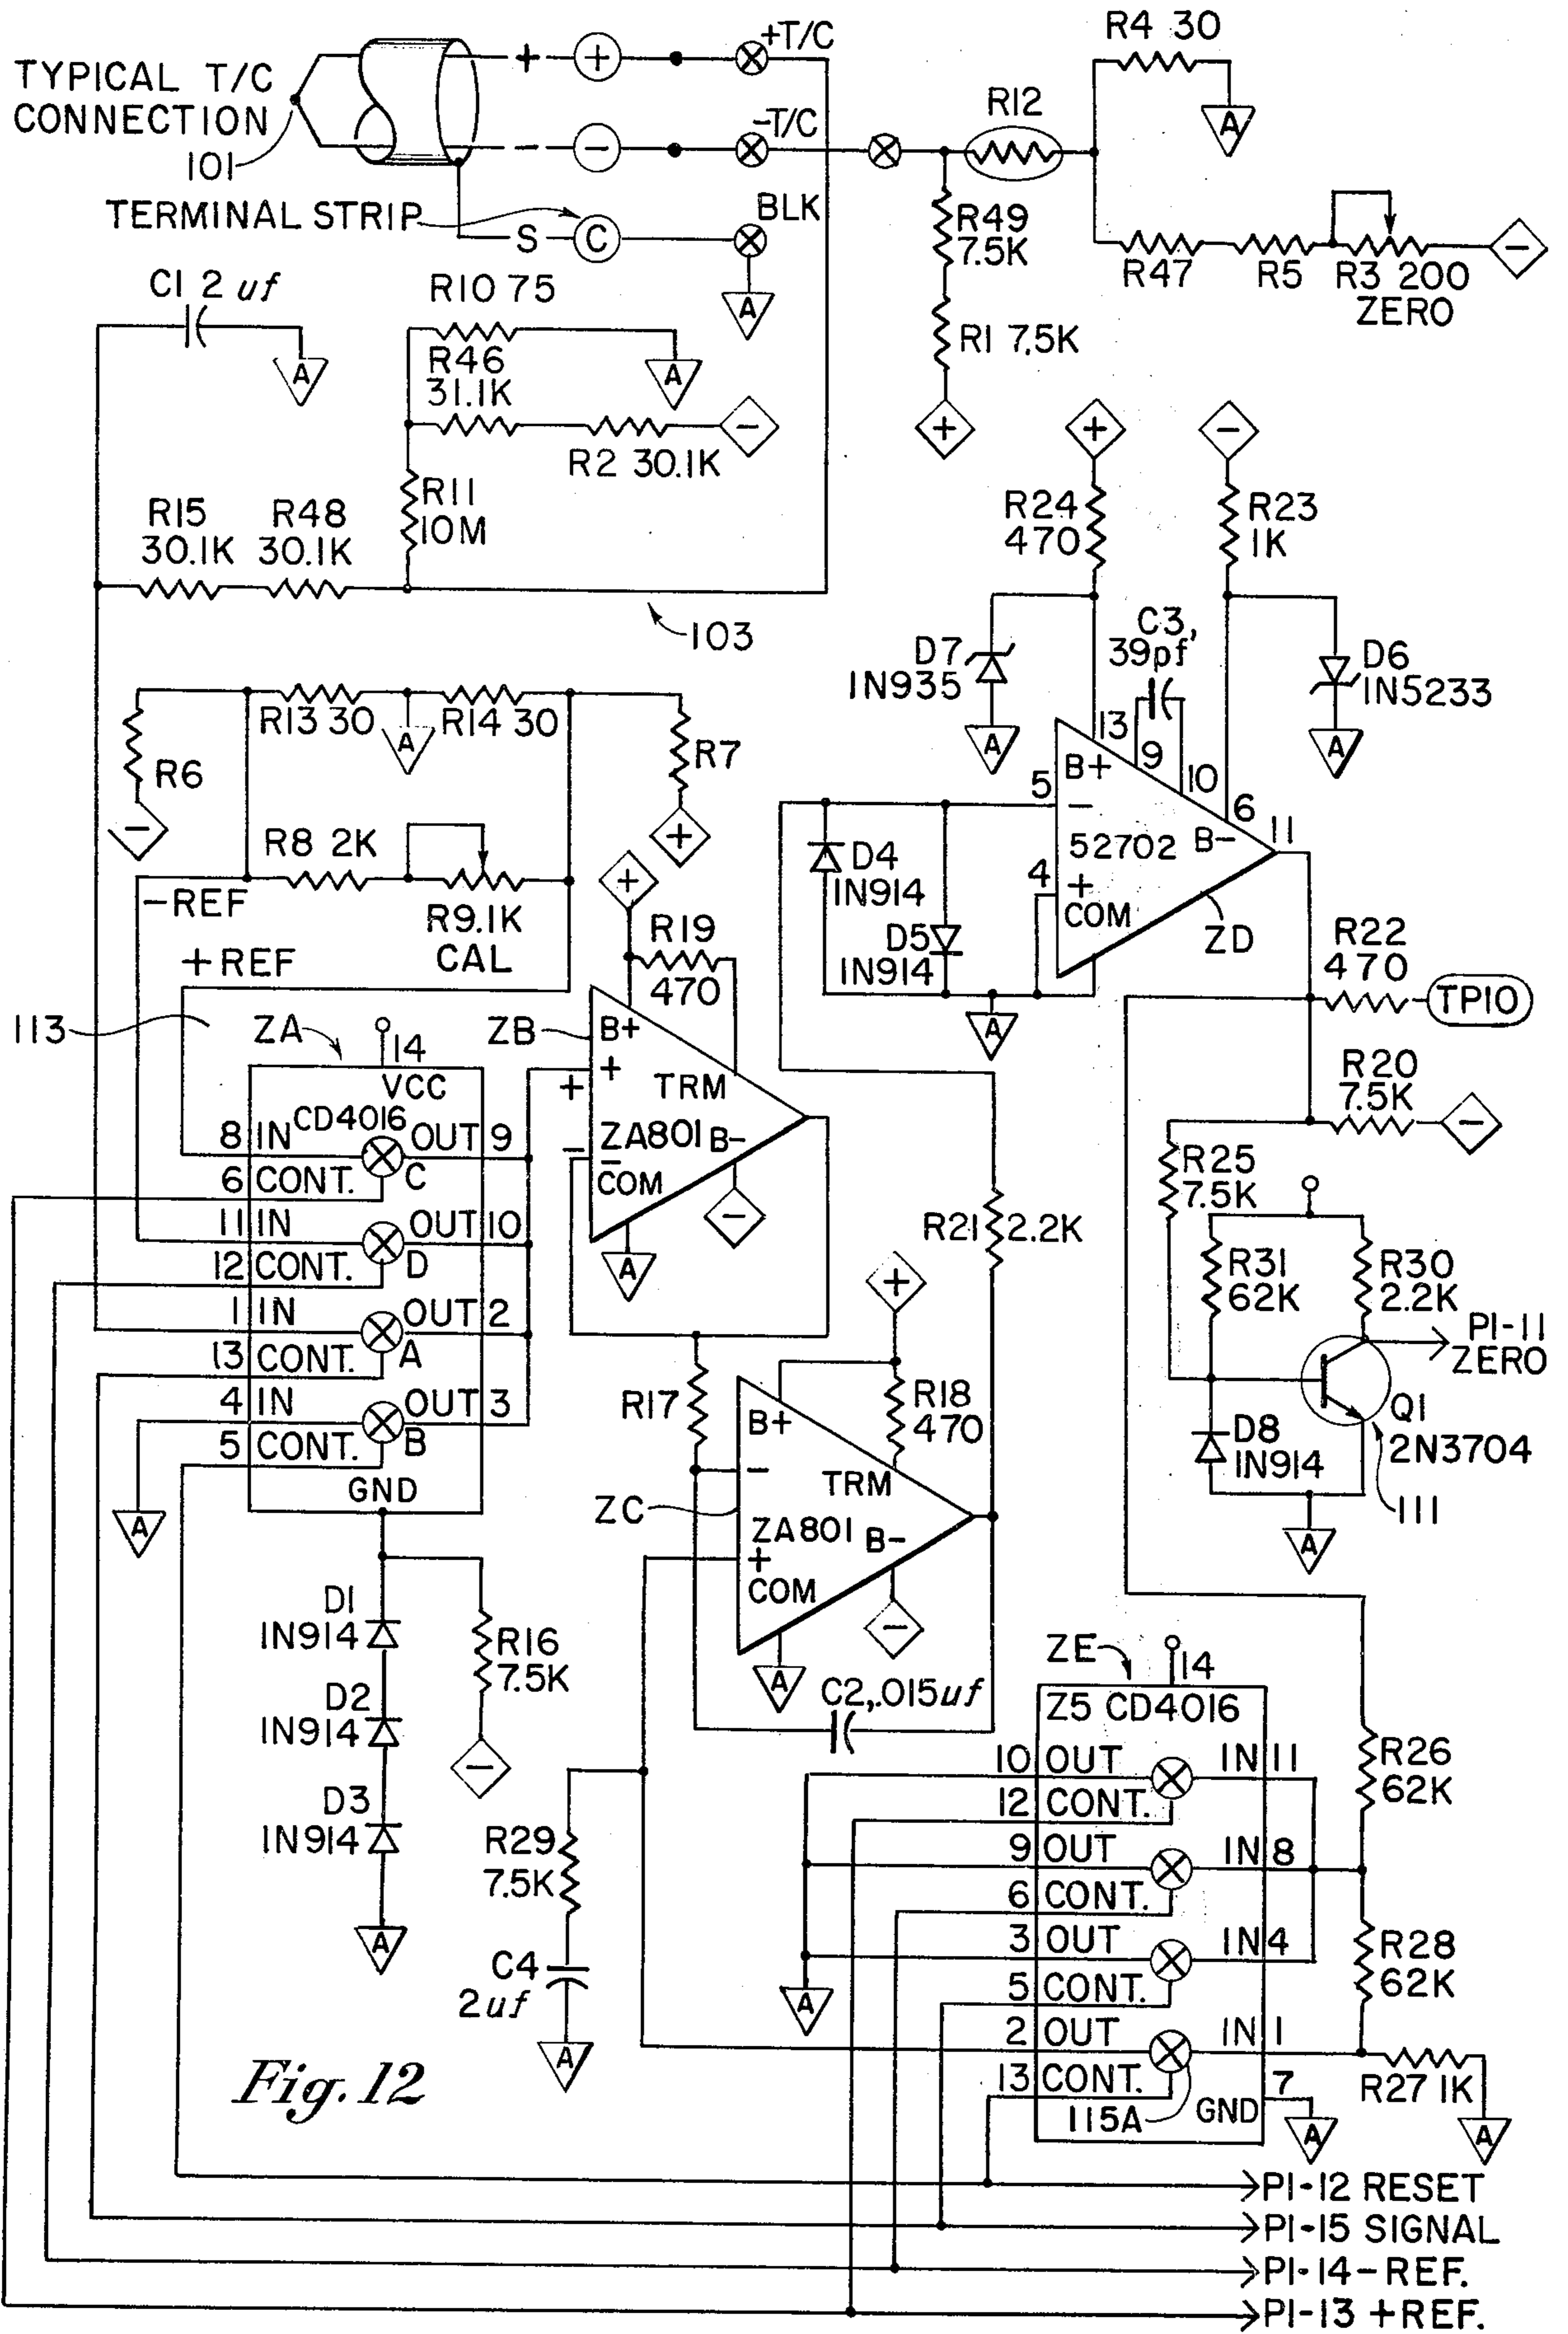 R4 30
+T/C
TYPICAL T/C
CONNECTION
+ +
R12
A
-T/C
- -
101
TERMINAL STRIP
BLK
S C
R49
7.5K
R47 R5 R3 200
ZERO
-
C1 2 uf
R10 75
A
R1 7.5K
R46
31.1K
A A
+ + -
-
R2 30.1K
R11
10M
R15
30.1K
R48
30.1K
R24
470
R23
1K
103
C3,
39pf
D7
IN935
D6
IN5233
R13 30
R14 30
A
R6
R7
13
9
A A
10
5
B+
-
6
11
- +
R8 2K
+
D4
IN914
52702 B-
4
+
COM
-REF
R9.1K
CAL
R19
470
D5
IN914
ZD
R22
470
+REF
TP10
113
ZA
14
VCC
ZB
B+
+
+
TRM
A
R20
7.5K
-
CD4016
8 IN OUT 9
C
6 CONT.
-
ZA801 B-
-
COM
R25
7.5K
-
11 IN OUT 10
D
12 CONT.
R21 2.2K
A
+
R31
62K
R30
2.2K
1 IN OUT 2
A
13 CONT.
P1-11
ZERO
4 IN OUT 3
B
5 CONT.
R17
B+
R18
470
Q1
2N3704
D8
IN914
GND
-
TRM
ZC
111
A
ZA801 B-
+
COM
A
D1
IN914
R16
7.5K
-
A
ZE
14
D2
IN914
C2,.015uf
Z5 CD4016
-
10 OUT IN 11
12 CONT.
R26
62K
D3
IN914
R29
7.5K
9 OUT IN 8
6 CONT.
A
3 OUT IN 4
5 CONT.
R28
62K
C4
2uf
A
2 OUT IN 1
13 CONT.
A
115A
GND 7
R27 1K
Fig. 12
A A
P1-12 RESET
P1-15 SIGNAL
P1-14 -REF.
P1-13 +REF.